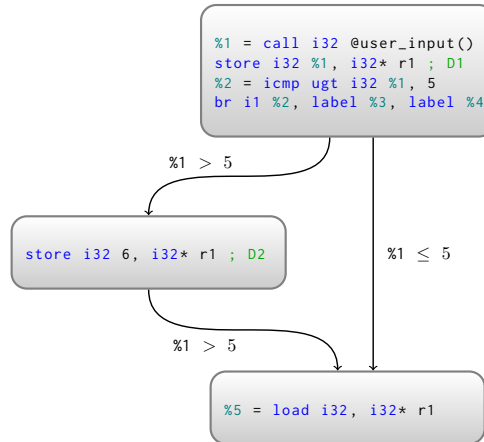 %1 = call i32 @user_input()
store i32 %1, i32* r1 ; D1
%2 = icmp ugt i32 %1, 5
br i1 %2, label %3, label %4
%1 > 5
store i32 6, i32* r1 ; D2
%1 ≤ 5
%1 > 5
%5 = load i32, i32* r1